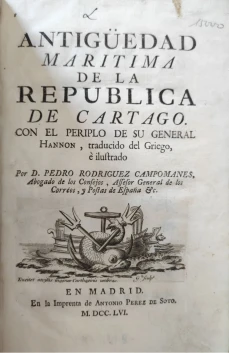 ANTIGÜEDAD
MARITIMA
DE LA
REPUBLICA
DE CARTAGO.
CON EL PERIPLO DE SU GENERAL
HANNON, traducido del Griego,
è ilustrado
Por D. PEDRO RODRIGUEZ CAMPOMANES,
Abogado de los Consejos, Assesor General de los
Corréos, y Postas de España &c.
EN MADRID.
En la Imprenta de ANTONIO PEREZ DE SOTO.
M. DCC. LVI.